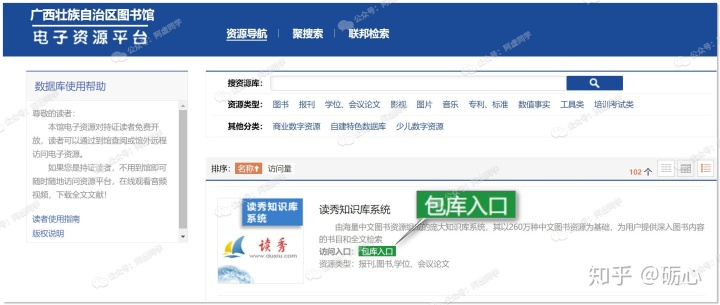 广西壮族自治区图书馆
电子资源平台
资源导航 | 聚搜索 | 联邦检索
数据库使用帮助
尊敬的读者：
本馆电子资源对持证读者免费开
放，读者可以通过到馆查阅或馆外远程
访问电子资源。
如果您是持证读者，不用到馆即可
随时随地访问资源平台，在线观看音频
视频，下载全文文献！
读者使用指南
版权说明
搜资源库：
资源类型： 图书 报刊 学位、会议论文 影视 图片 音乐 专利、标准 数值事实 工具类 培训考试类
其他分类： 商业数字资源 自建特色数据库 少儿数字资源
排序： 名称↑ 访问量
102 个
读秀知识库
系统
读秀
www.duxiu.com
读秀知识库系统
包库入口
由海量中文图书资源组成的庞大知识库系统，其以260万种中文图书资源为基础，为用户提供深入图书内容
的书目和全文检索
访问入口： 包库入口
资源类型：报刊,图书,学位、会议论文
知乎 @砺心
公众号：阿虚同学